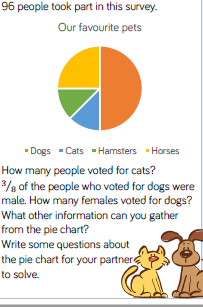 96 people took part in this survey.
Our favourite pets
Dogs Cats Hamsters Horses
How many people voted for cats?
3/8 of the people who voted for dogs were
male. How many females voted for dogs?
What other information can you gather
from the pie chart?
Write some questions about
the pie chart for your partner
to solve.